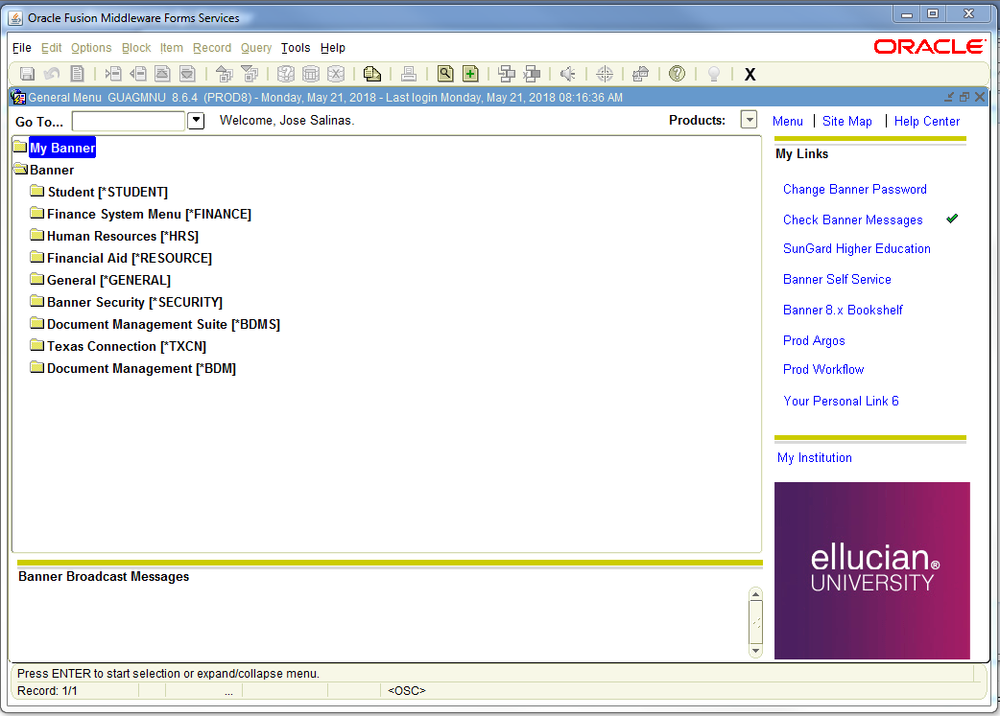 Oracle Fusion Middleware Forms Services
File Edit Options Block Item Record Query Tools Help
ORACLE
X
General Menu GUAGMNU 8.6.4 (PROD8) - Monday, May 21, 2018 - Last login Monday, May 21, 2018 08:16:36 AM
Go To... Welcome, Jose Salinas. Products: Menu | Site Map | Help Center
My Banner
Banner
Student [*STUDENT]
Finance System Menu [*FINANCE]
Human Resources [*HRS]
Financial Aid [*RESOURCE]
General [*GENERAL]
Banner Security [*SECURITY]
Document Management Suite [*BDMS]
Texas Connection [*TXCN]
Document Management [*BDM]
My Links
Change Banner Password
Check Banner Messages
SunGard Higher Education
Banner Self Service
Banner 8.x Bookshelf
Prod Argos
Prod Workflow
Your Personal Link 6
My Institution
ellucian®
UNIVERSITY
Banner Broadcast Messages
Press ENTER to start selection or expand/collapse menu.
Record: 1/1 ... <OSC>